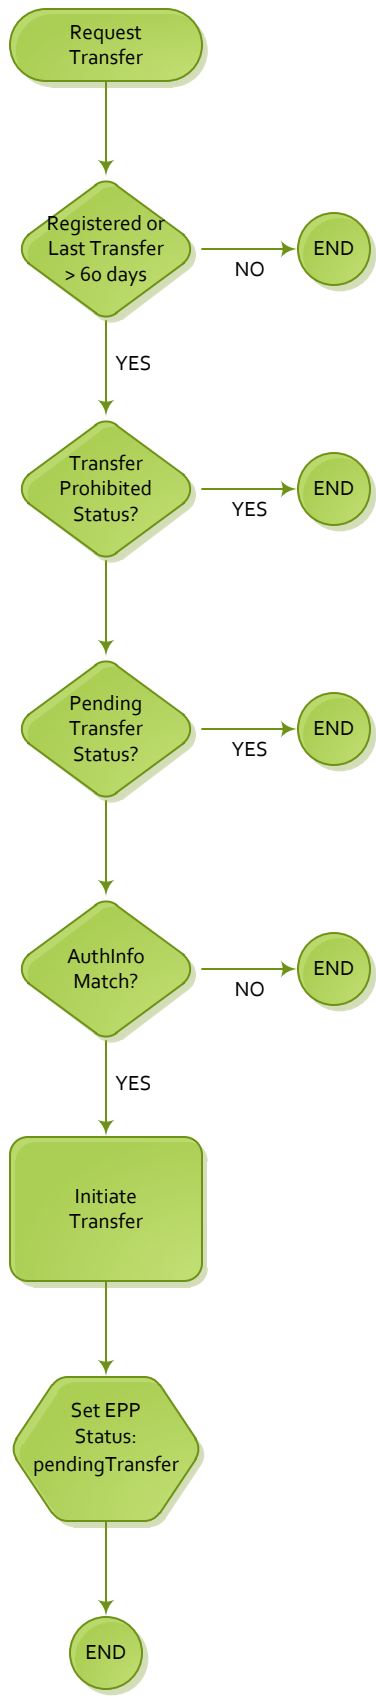 Request
Transfer
Registered or
Last Transfer
> 60 days
NO
END
YES
Transfer
Prohibited
Status?
YES
END
Pending
Transfer
Status?
YES
END
AuthInfo
Match?
NO
END
YES
Initiate
Transfer
Set EPP
Status:
pendingTransfer
END